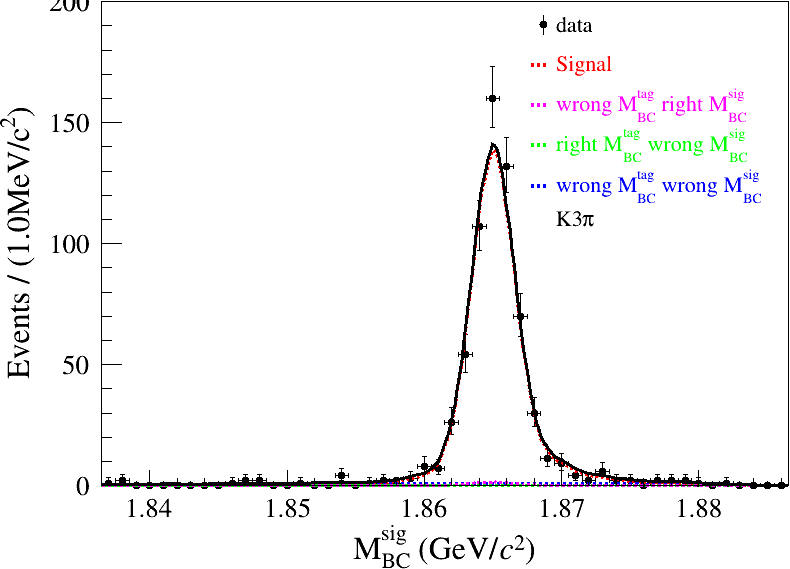 200
150
100
50
0
Events / (1.0MeV/c²)
data
Signal
wrong M^tag_BC right M^sig_BC
right M^tag_BC wrong M^sig_BC
wrong M^tag_BC wrong M^sig_BC
K3π
1.84 1.85 1.86 1.87 1.88
M^sig_BC (GeV/c²)